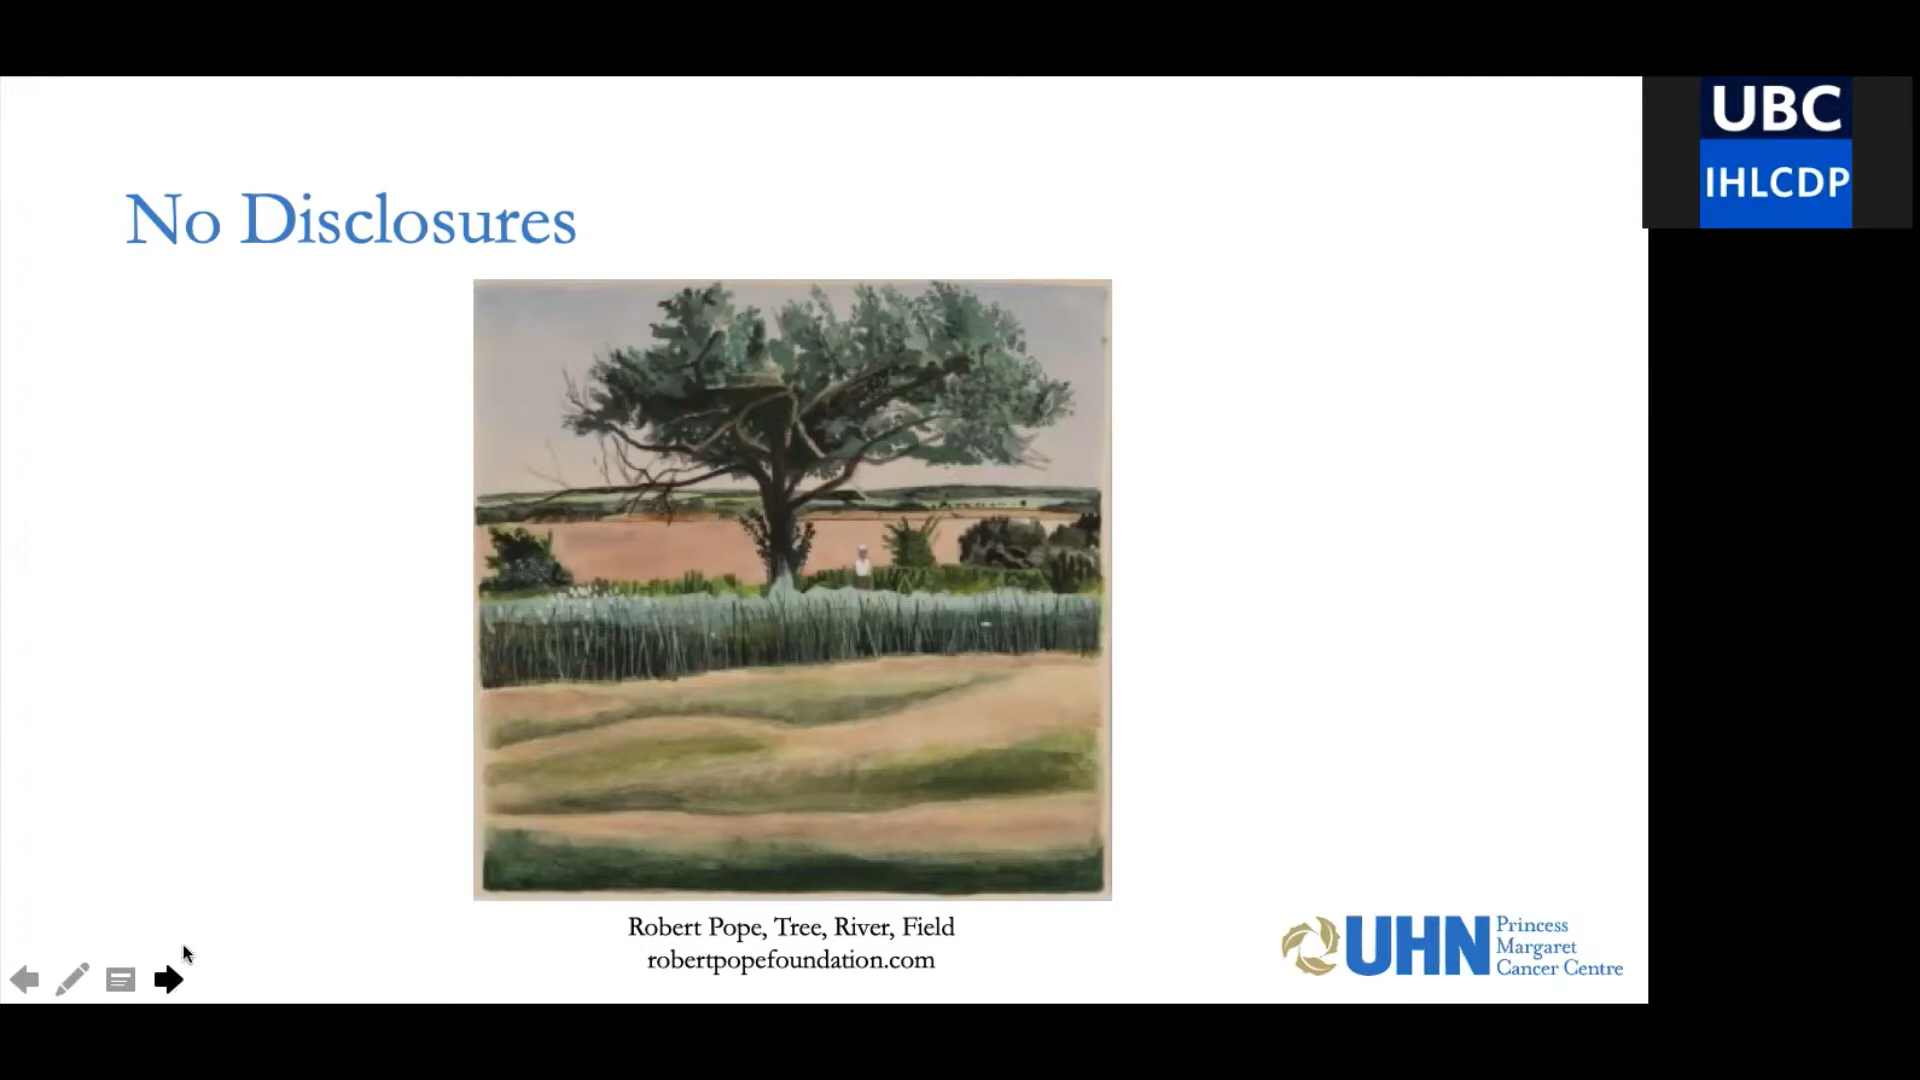 UBC
IHLCDP
No Disclosures
Robert Pope, Tree, River, Field
robertpopefoundation.com
UHN
Princess
Margaret
Cancer Centre